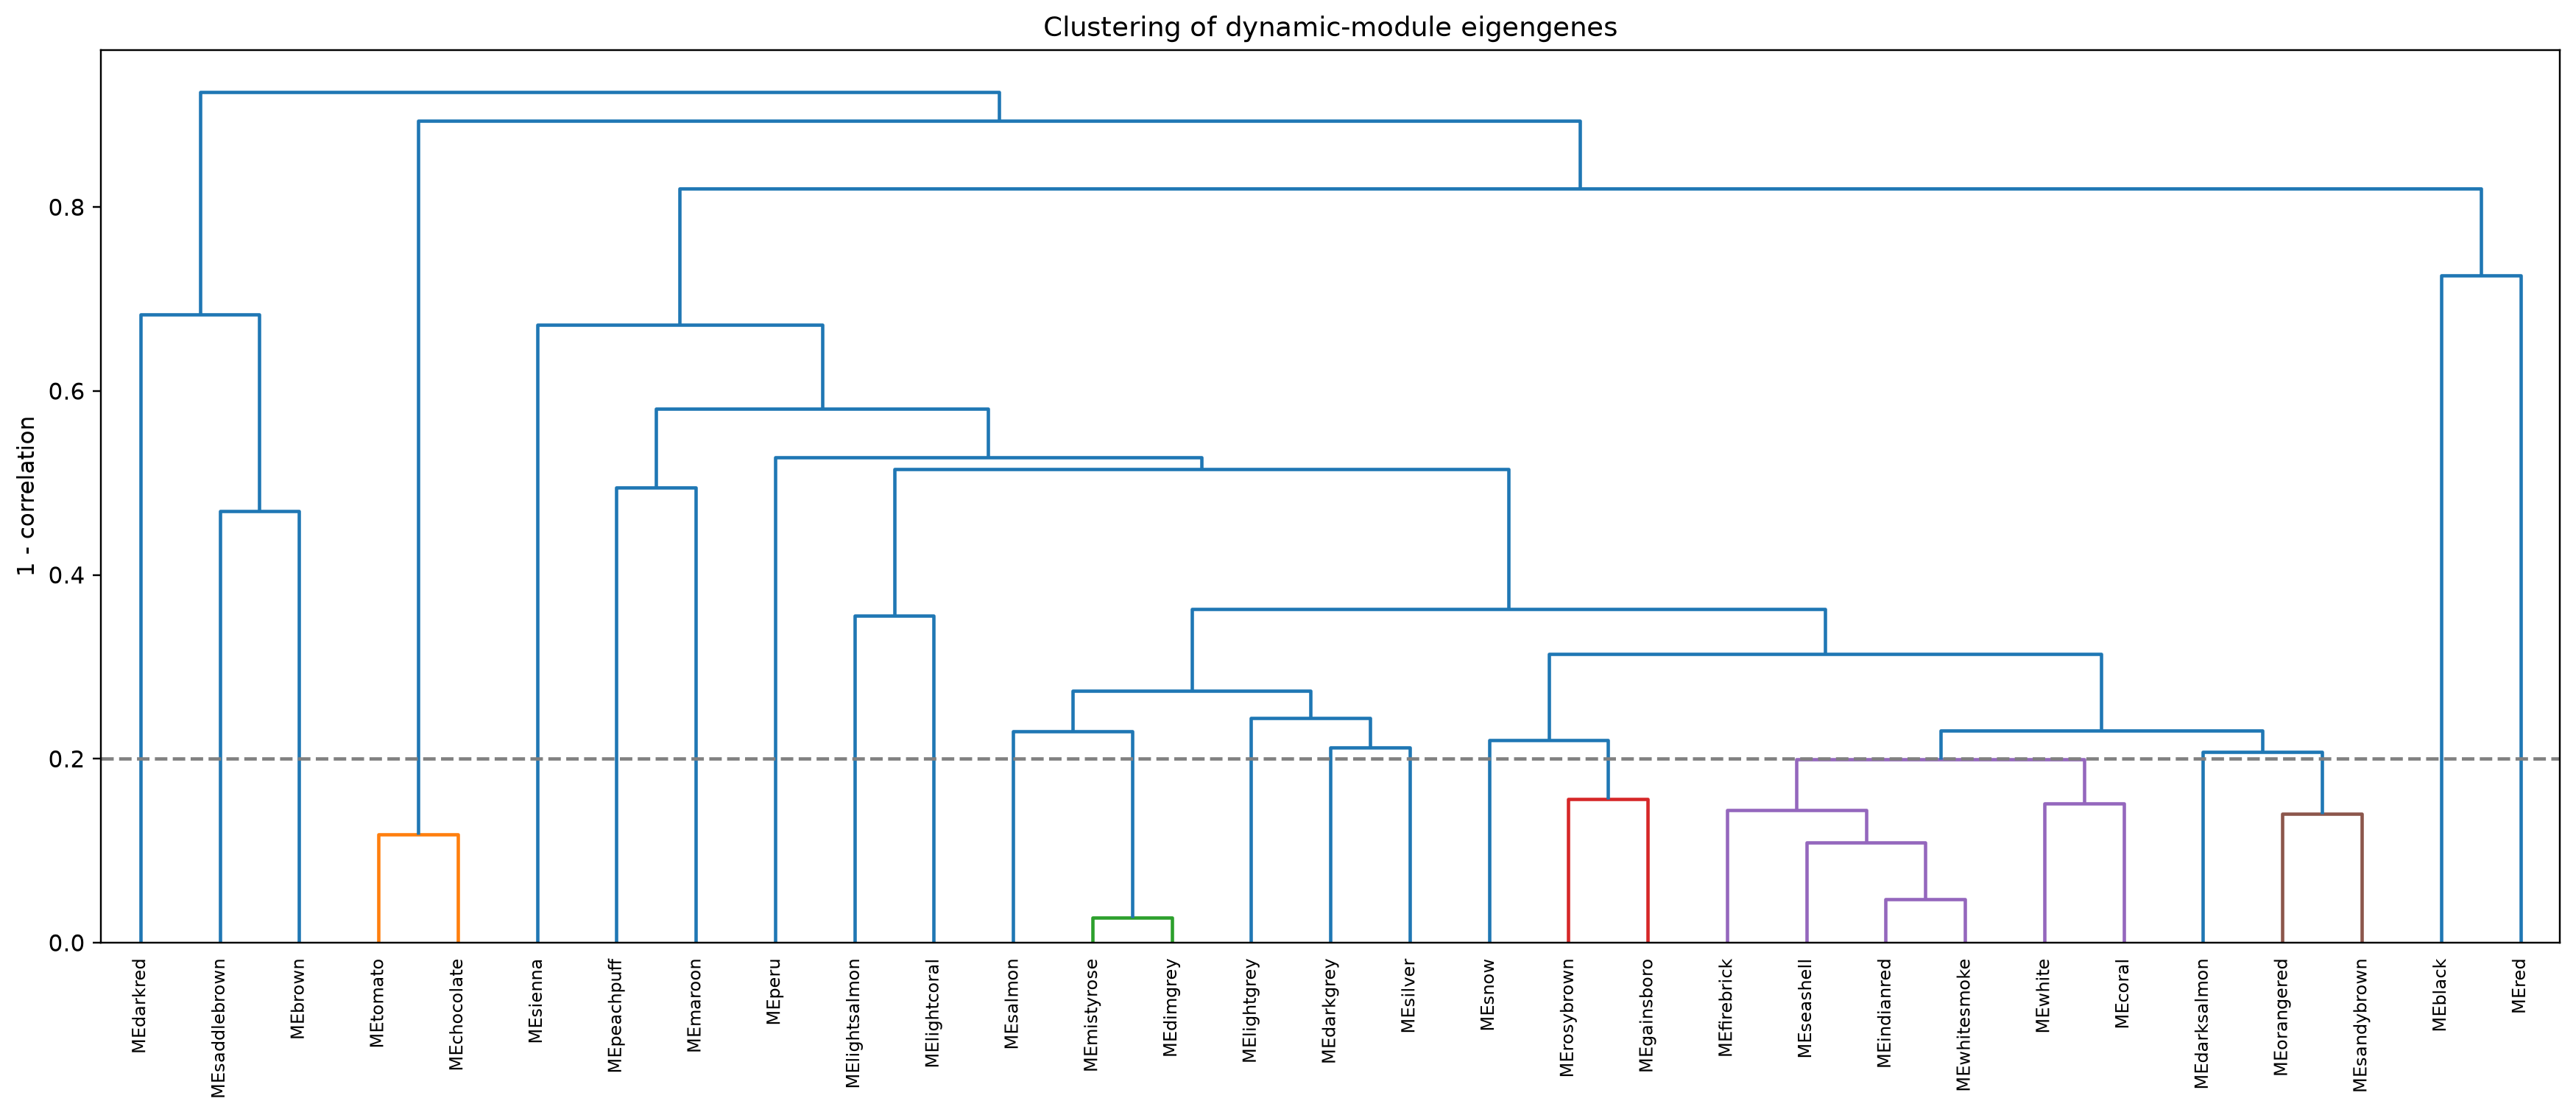 Clustering of dynamic-module eigengenes
1 - correlation
0.8
0.6
0.4
0.2
0.0
MEdarkred
MEsaddlebrown
MEbrown
MEtomato
MEchocolate
MEsienna
MEpeachpuff
MEmaroon
MEperu
MElightsalmon
MElightcoral
MEsalmon
MEmistyrose
MEdimgrey
MElightgrey
MEdarkgrey
MEsilver
MEsnow
MErosybrown
MEgainsboro
MEfirebrick
MEseashell
MEindianred
MEwhitesmoke
MEwhite
MEcoral
MEdarksalmon
MEorangered
MEsandybrown
MEblack
MEred